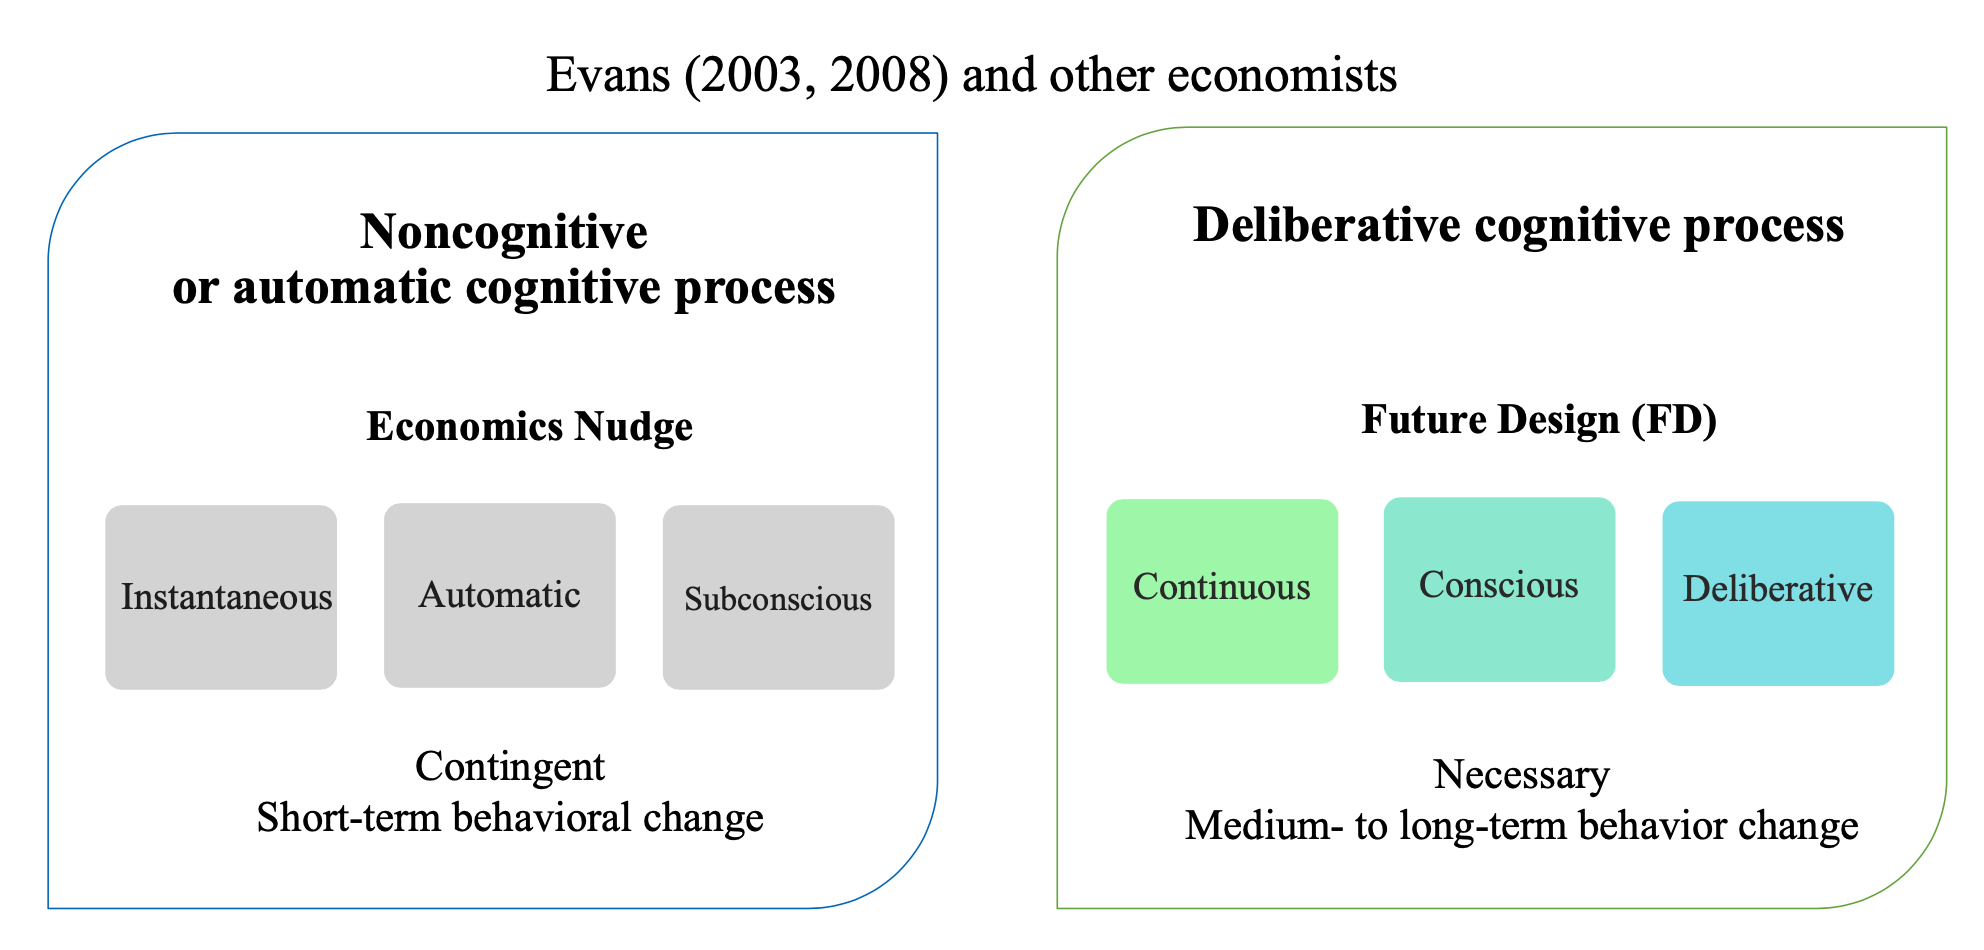 Evans (2003, 2008) and other economists
Noncognitive
or automatic cognitive process
Economics Nudge
Instantaneous
Automatic
Subconscious
Contingent
Short-term behavioral change
Deliberative cognitive process
Future Design (FD)
Continuous
Conscious
Deliberative
Necessary
Medium- to long-term behavior change